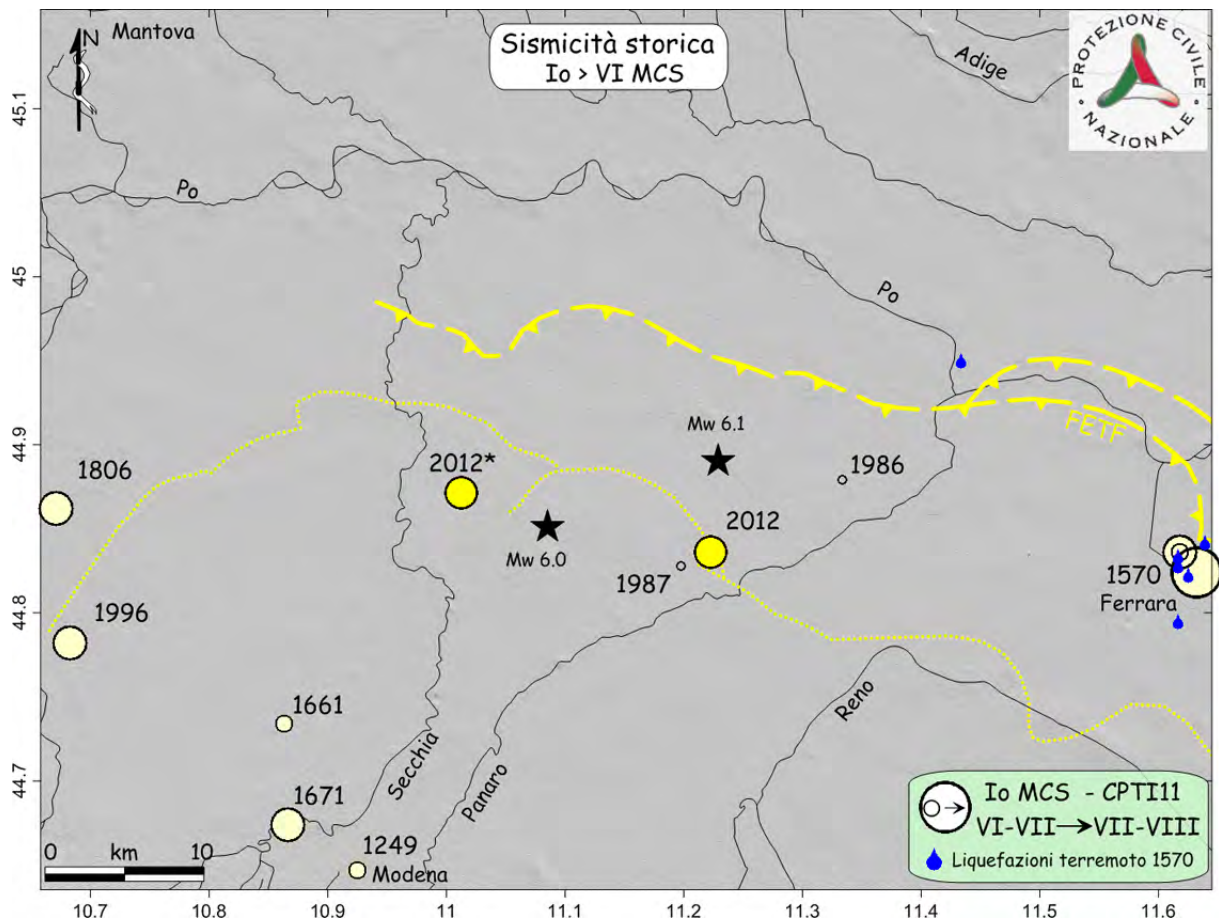 N
Mantova
Sismicità storica
Io > VI MCS
Adige
PROTEZIONE CIVILE
NAZIONALE
45.1
Po
45
Po
FETF
44.9
Mw 6.1
1806
2012*
1986
2012
Mw 6.0
1987
1570
Ferrara
44.8
1996
1661
Reno
Secchia
Panaro
44.7
1671
1249
Modena
0 km 10
Io MCS - CPTI11
VI-VII→VII-VIII
Liquefazioni terremoto 1570
10.7 10.8 10.9 11 11.1 11.2 11.3 11.4 11.5 11.6